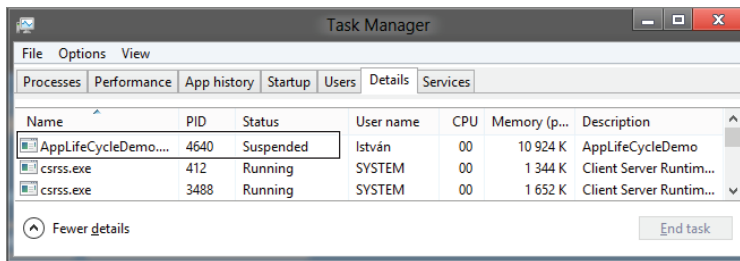 Task Manager
File Options View
Processes Performance App history Startup Users Details Services
Name PID Status User name CPU Memory (p... Description
AppLifeCycleDemo.... 4640 Suspended István 00 10 924 K AppLifeCycleDemo
csrss.exe 412 Running SYSTEM 00 1 344 K Client Server Runtim...
csrss.exe 3488 Running SYSTEM 00 1 652 K Client Server Runtim...
Fewer details End task